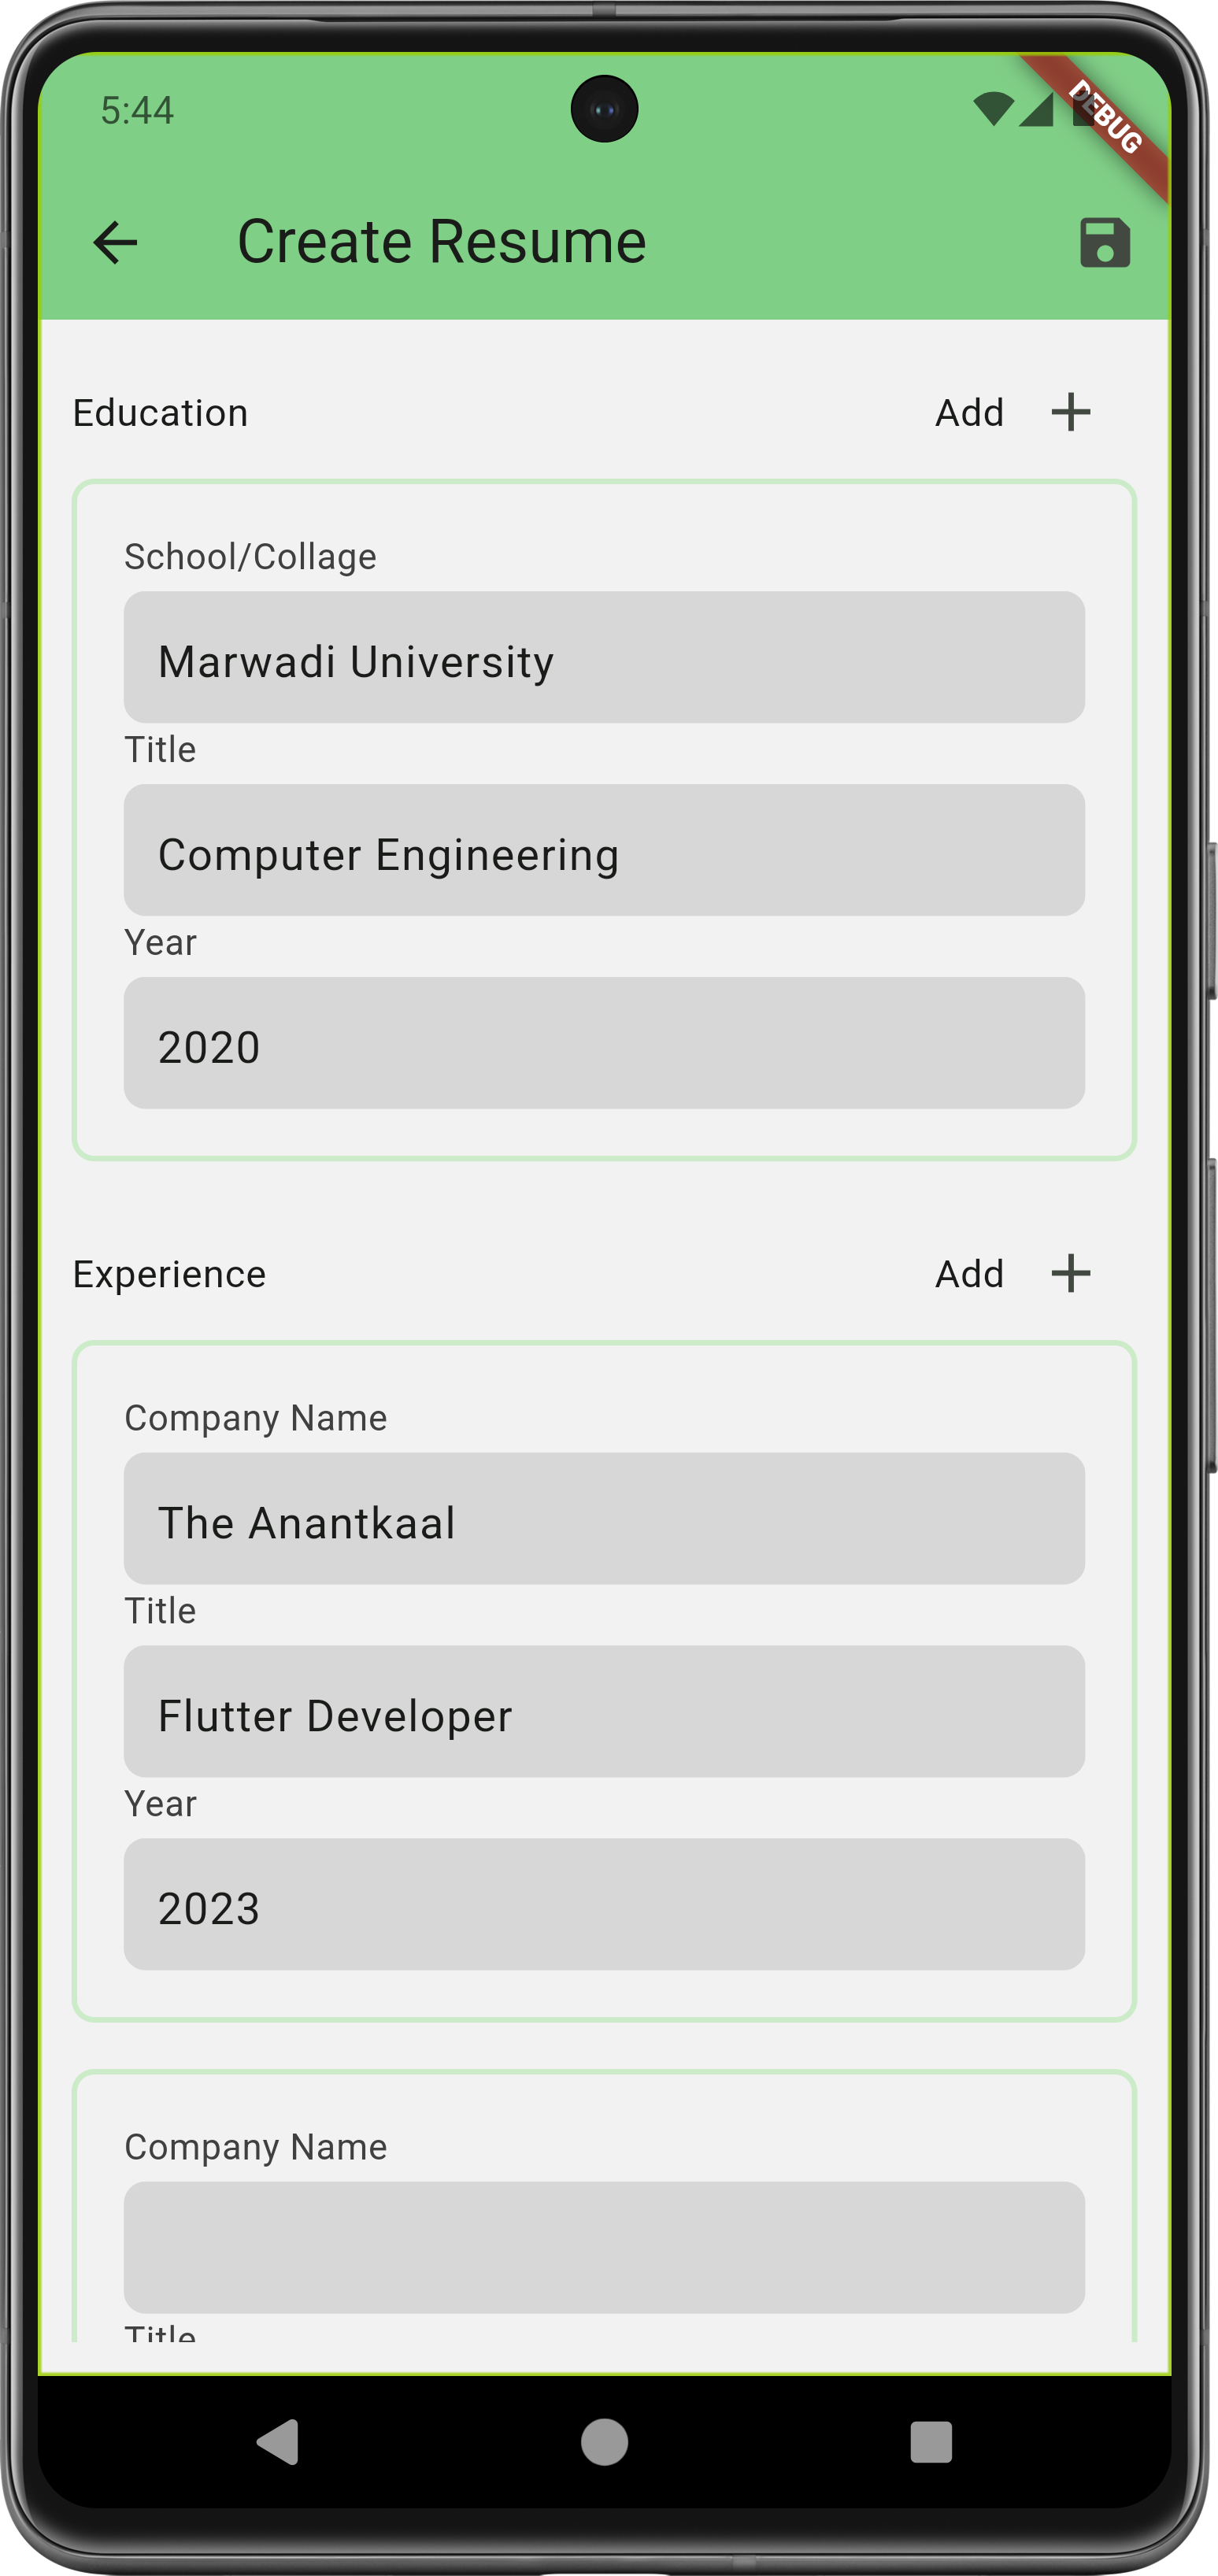 5:44
DEBUG
Create Resume
Education Add
School/Collage
Marwadi University
Title
Computer Engineering
Year
2020
Experience Add
Company Name
The Anantkaal
Title
Flutter Developer
Year
2023
Company Name
Title